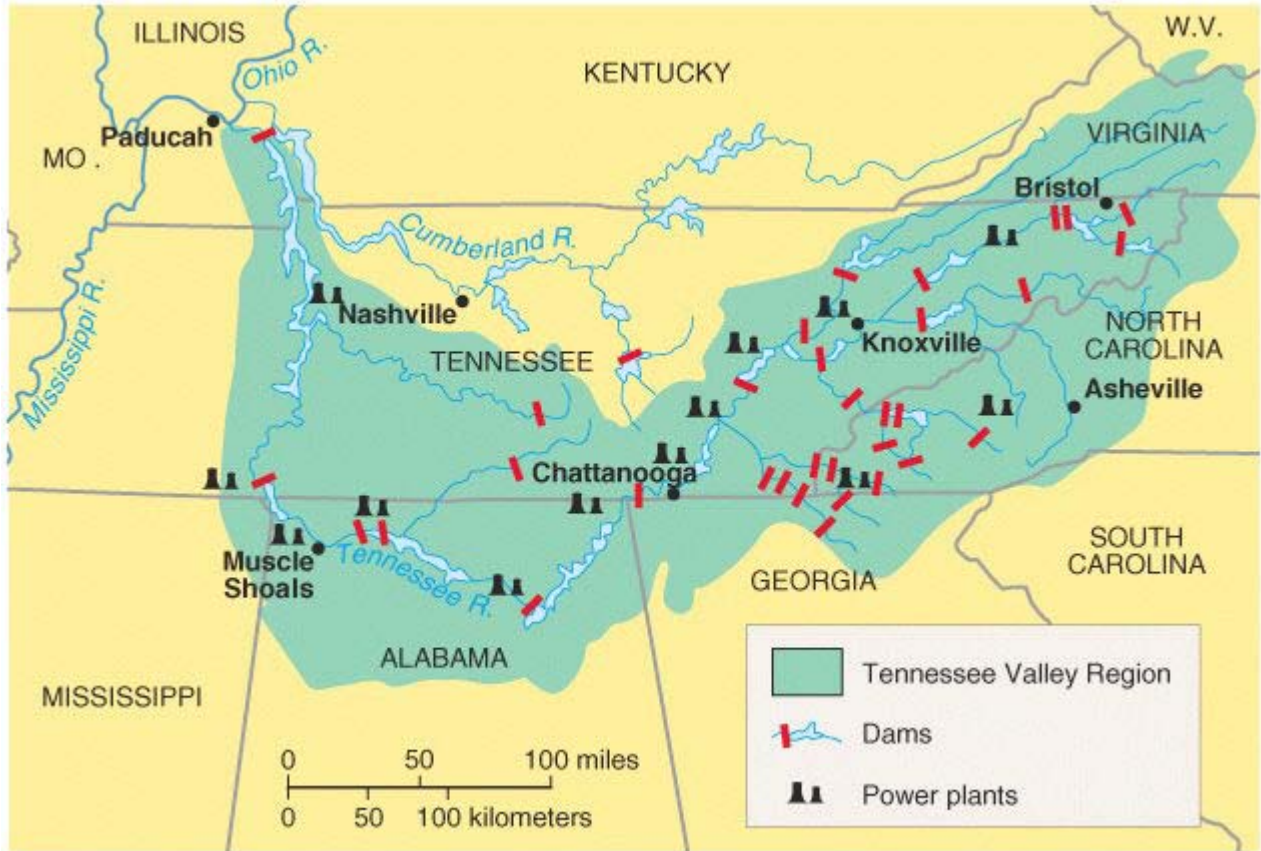 ILLINOIS
Ohio R.
W.V.
KENTUCKY
Paducah
MO .
VIRGINIA
Bristol
Cumberland R.
Mississippi R.
Nashville
TENNESSEE
Knoxville
NORTH
CAROLINA
Asheville
Chattanooga
Muscle
Shoals
Tennessee R.
GEORGIA
SOUTH
CAROLINA
ALABAMA
MISSISSIPPI
Tennessee Valley Region
Dams
Power plants
0 50 100 miles
0 50 100 kilometers